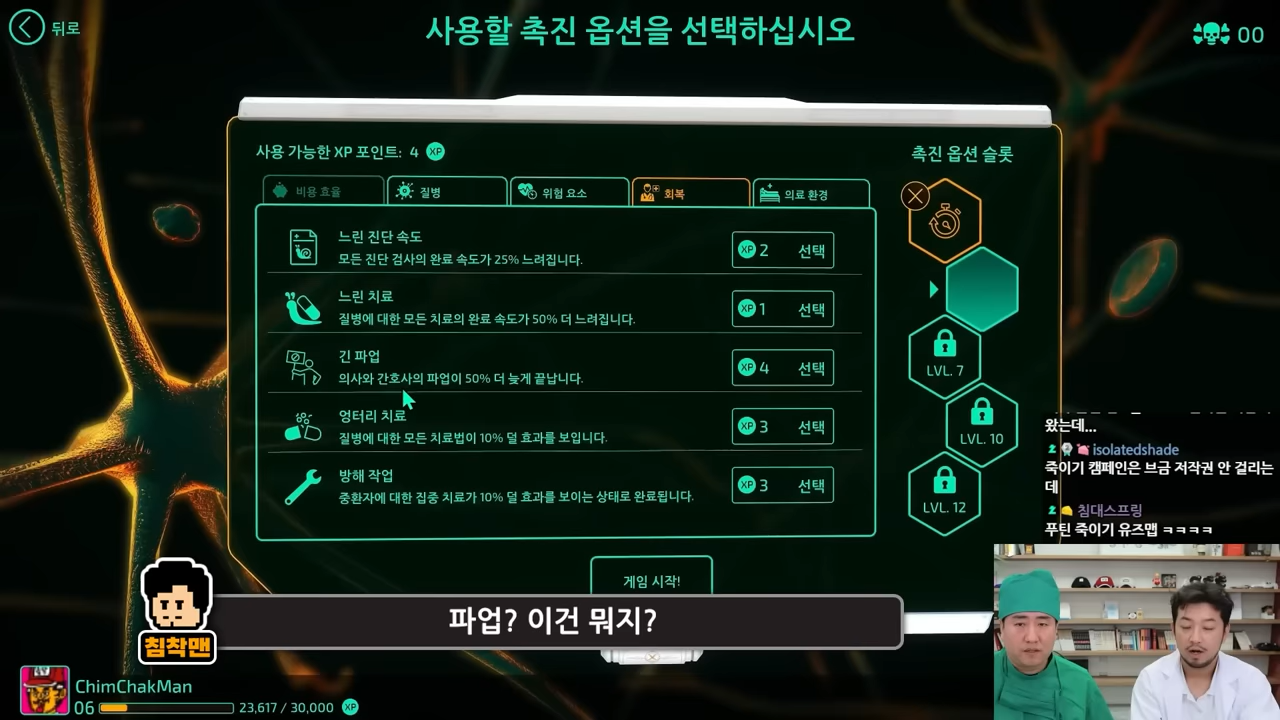 뒤로
사용할 촉진 옵션을 선택하십시오
00
사용 가능한 XP 포인트: 4 XP
촉진 옵션 슬롯
비용 효율
질병
위험 요소
회복
의료 환경
느린 진단 속도
모든 진단 검사의 완료 속도가 25% 느려집니다.
XP 2 선택
느린 치료
질병에 대한 모든 치료의 완료 속도가 50% 더 느려집니다.
XP 1 선택
긴 파업
의사와 간호사의 파업이 50% 더 늦게 끝납니다.
XP 4 선택
엉터리 치료
질병에 대한 모든 치료법이 10% 덜 효과를 보입니다.
XP 3 선택
방해 작업
중환자에 대한 집중 치료가 10% 덜 효과를 보이는 상태로 완료됩니다.
XP 3 선택
LVL. 7
LVL. 10
LVL. 12
게임 시작!
왔는데...
isolatedshade
죽이기 캠페인은 브금 저작권 안 걸리는
데
침대스프링
푸틴 죽이기 유즈맵 ㅋㅋㅋㅋ
파업? 이건 뭐지?
침착맨
ChimChakMan
06 23,617 / 30,000 XP